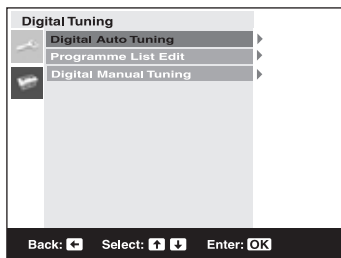 Digital Tuning
Digital Auto Tuning
Programme List Edit
Digital Manual Tuning
Back: ← Select: ↑ ↓ Enter: OK